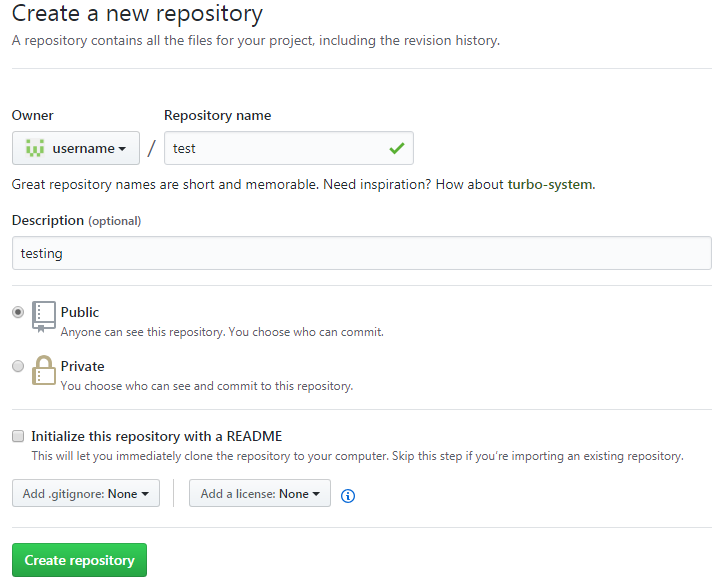 Create a new repository
A repository contains all the files for your project, including the revision history.
Owner Repository name
username / test
Great repository names are short and memorable. Need inspiration? How about turbo-system.
Description (optional)
testing
Public
Anyone can see this repository. You choose who can commit.
Private
You choose who can see and commit to this repository.
Initialize this repository with a README
This will let you immediately clone the repository to your computer. Skip this step if you’re importing an existing repository.
Add .gitignore: None Add a license: None
Create repository